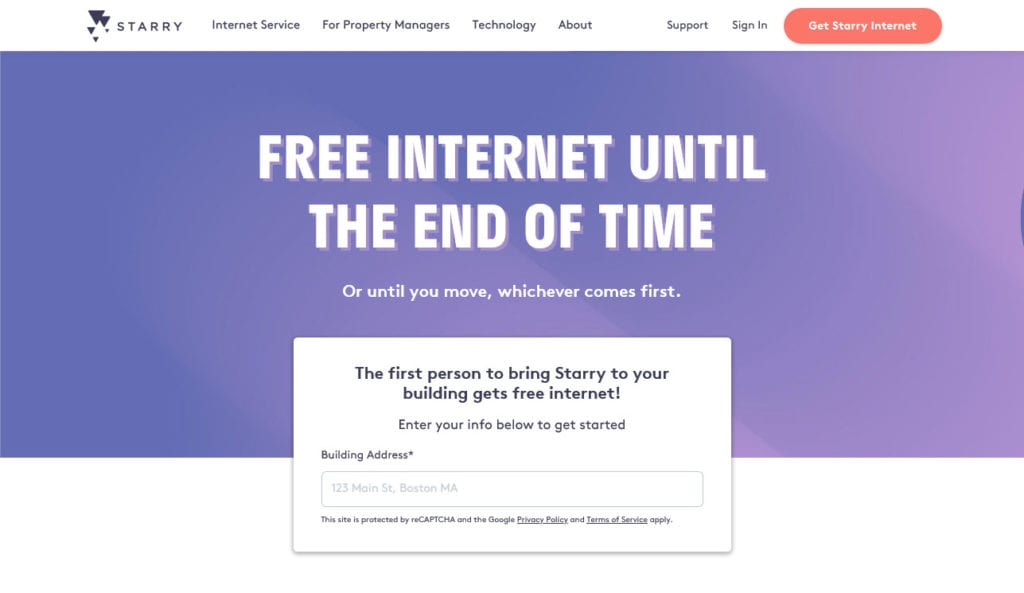 STARRY
Internet Service
For Property Managers
Technology
About
Support
Sign In
Get Starry Internet
FREE INTERNET UNTIL
THE END OF TIME
Or until you move, whichever comes first.
The first person to bring Starry to your
building gets free internet!
Enter your info below to get started
Building Address*
123 Main St, Boston MA
This site is protected by reCAPTCHA and the Google Privacy Policy and Terms of Service apply.